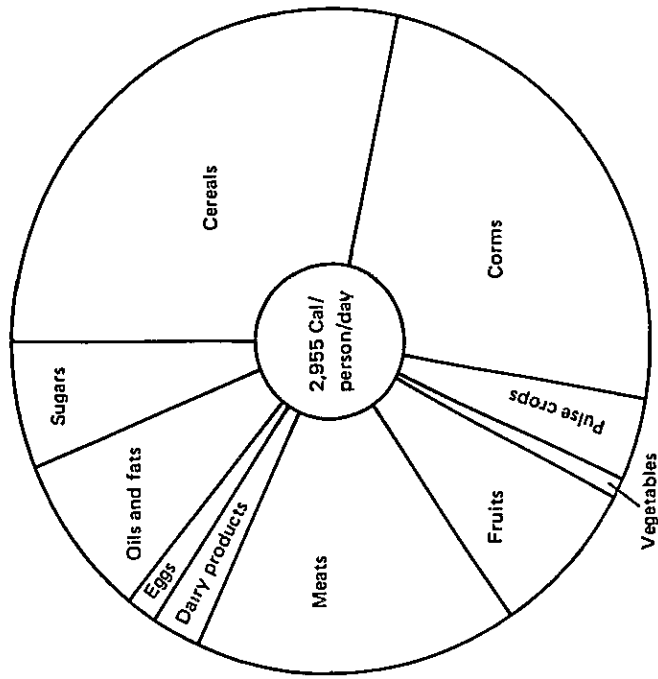 Cereals
Corms
Pulse crops
Vegetables
Fruits
Meats
Dairy products
Eggs
Oils and fats
Sugars
2,955 Cal/
person/day